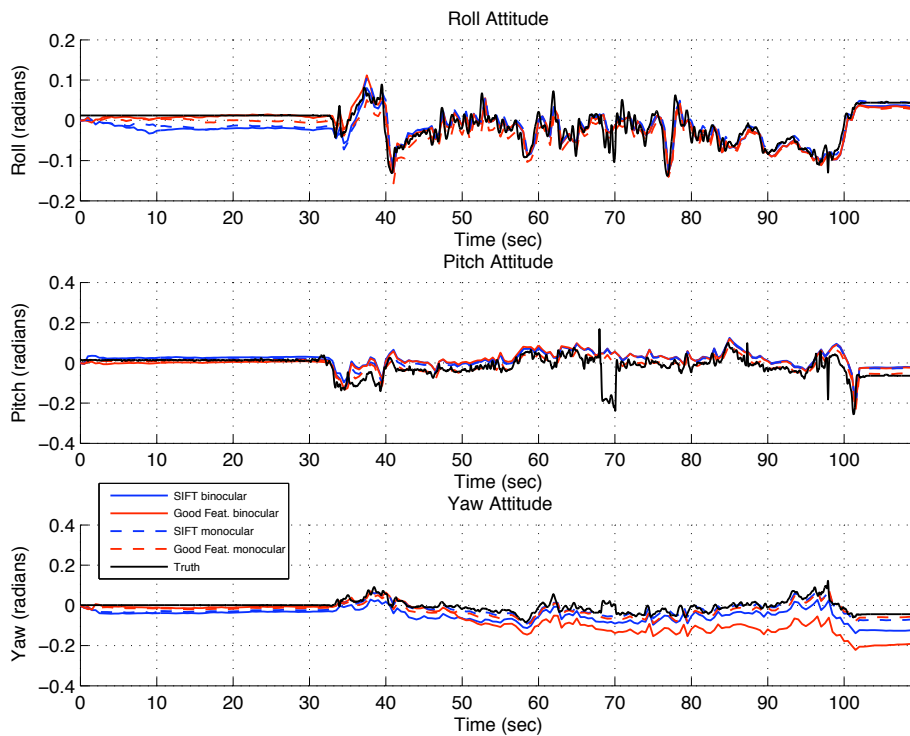 Roll Attitude
0.2
0.1
0
−0.1
−0.2
Roll (radians)
0 10 20 30 40 50 60 70 80 90 100
Time (sec)
Pitch Attitude
0.4
0.2
0
−0.2
−0.4
Pitch (radians)
0 10 20 30 40 50 60 70 80 90 100
Time (sec)
Yaw Attitude
SIFT binocular
Good Feat. binocular
SIFT monocular
Good Feat. monocular
Truth
0.4
0.2
0
−0.2
−0.4
Yaw (radians)
0 10 20 30 40 50 60 70 80 90 100
Time (sec)